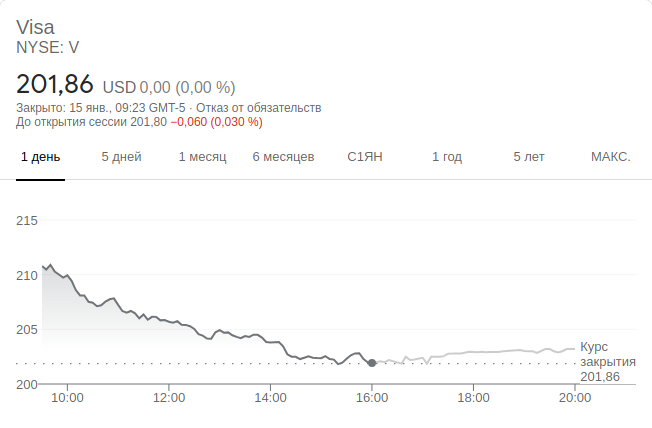 Visa
NYSE: V
201,86 USD 0,00 (0,00 %)
Закрыто: 15 янв., 09:23 GMT-5 · Отказ от обязательств
До открытия сессии 201,80 −0,060 (0,030 %)
1 день 5 дней 1 месяц 6 месяцев С1ЯН 1 год 5 лет МАКС.
215
210
205
Курс
закрытия
201,86
200
10:00 12:00 14:00 16:00 18:00 20:00